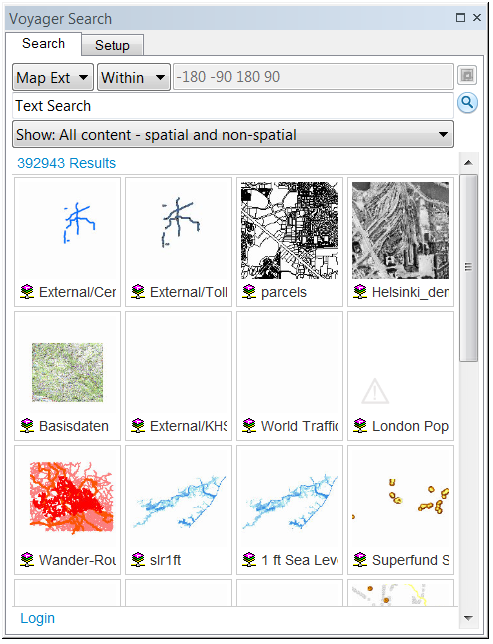 Voyager Search
Search Setup
Map Ext Within -180 -90 180 90
Text Search
Show: All content - spatial and non-spatial
392943 Results
External/Cer External/Toll parcels Helsinki_der
Basisdaten External/KHS World Traffic London Pop
Wander-Rou slr1ft 1 ft Sea Leve Superfund S
Login